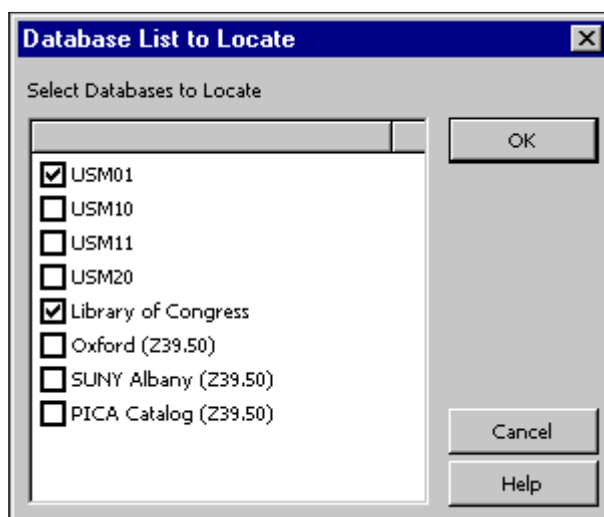 Database List to Locate
Select Databases to Locate
OK
USM01
USM10
USM11
USM20
Library of Congress
Oxford (Z39.50)
SUNY Albany (Z39.50)
PICA Catalog (Z39.50)
Cancel
Help